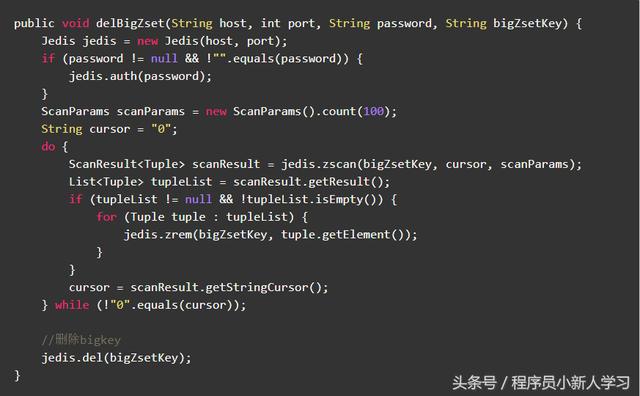 public void delBigZset(String host, int port, String password, String bigZsetKey) {
    Jedis jedis = new Jedis(host, port);
    if (password != null && !"".equals(password)) {
        jedis.auth(password);
    }
    ScanParams scanParams = new ScanParams().count(100);
    String cursor = "0";
    do {
        ScanResult<Tuple> scanResult = jedis.zscan(bigZsetKey, cursor, scanParams);
        List<Tuple> tupleList = scanResult.getResult();
        if (tupleList != null && !tupleList.isEmpty()) {
            for (Tuple tuple : tupleList) {
                jedis.zrem(bigZsetKey, tuple.getElement());
            }
        }
        cursor = scanResult.getStringCursor();
    } while (!"0".equals(cursor));
    //删除bigkey
    jedis.del(bigZsetKey);
}
头条号 / 程序员小新人学习